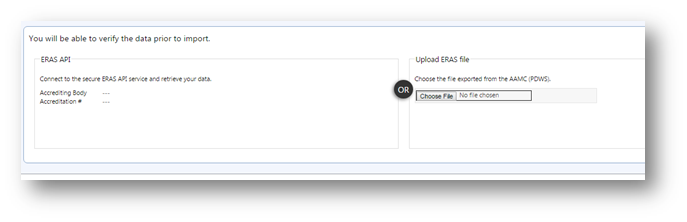 You will be able to verify the data prior to import.
ERAS API
Connect to the secure ERAS API service and retrieve your data.
Accrediting Body ---
Accreditation # ---
OR
Upload ERAS file
Choose the file exported from the AAMC (PDWS).
Choose File No file chosen